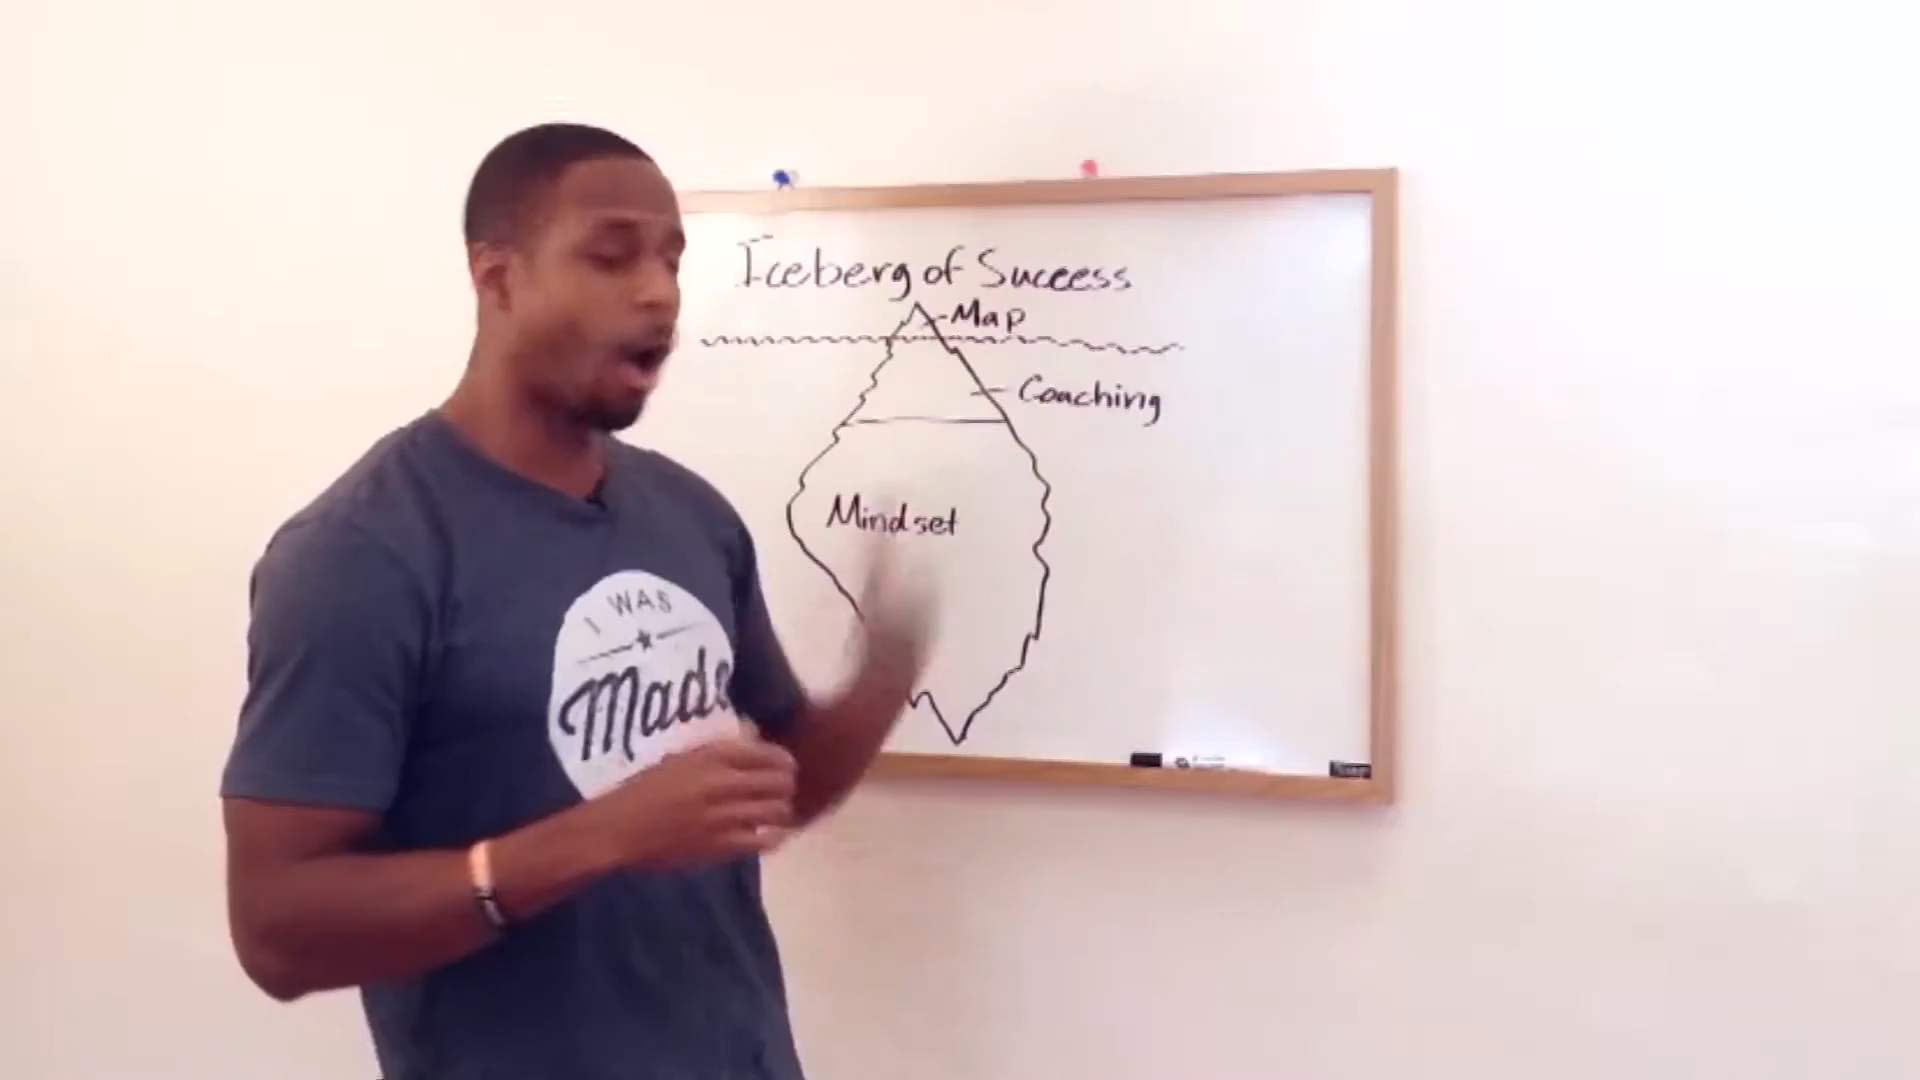 Iceberg of Success
Map
Coaching
Mindset
I WAS
Made